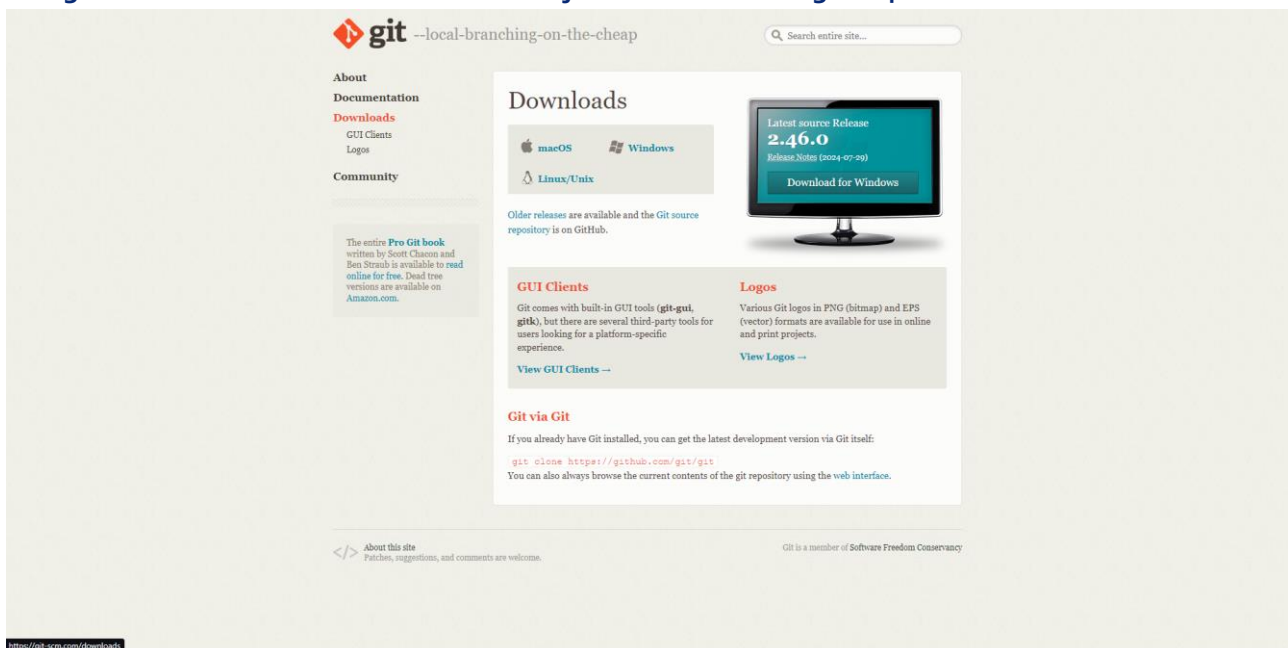 git --local-branching-on-the-cheap
Search entire site...
About
Documentation
Downloads
GUI Clients
Logos
Community
The entire Pro Git book
written by Scott Chacon and
Ben Straub is available to read
online for free. Dead tree
versions are available on
Amazon.com.
Downloads
macOS
Windows
Linux/Unix
Older releases are available and the Git source
repository is on GitHub.
Latest source Release
2.46.0
Release Notes (2024-07-29)
Download for Windows
GUI Clients
Git comes with built-in GUI tools (git-gui,
gitk), but there are several third-party tools for
users looking for a platform-specific
experience.
View GUI Clients →
Logos
Various Git logos in PNG (bitmap) and EPS
(vector) formats are available for use in online
and print projects.
View Logos →
Git via Git
If you already have Git installed, you can get the latest development version via Git itself:
git clone https://github.com/git/git
You can also always browse the current contents of the git repository using the web interface.
</> About this site
Patches, suggestions, and comments are welcome.
Git is a member of Software Freedom Conservancy
https://git-scm.com/downloads